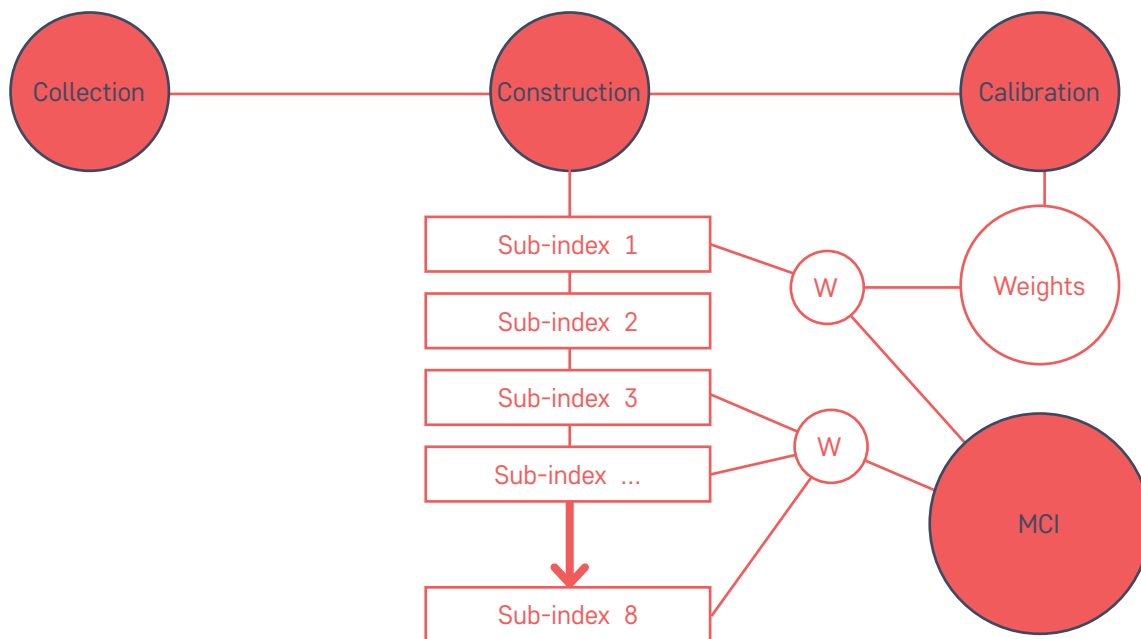 Collection
Construction
Calibration
Sub-index 1
W
Weights
Sub-index 2
Sub-index 3
W
Sub-index ...
MCI
Sub-index 8